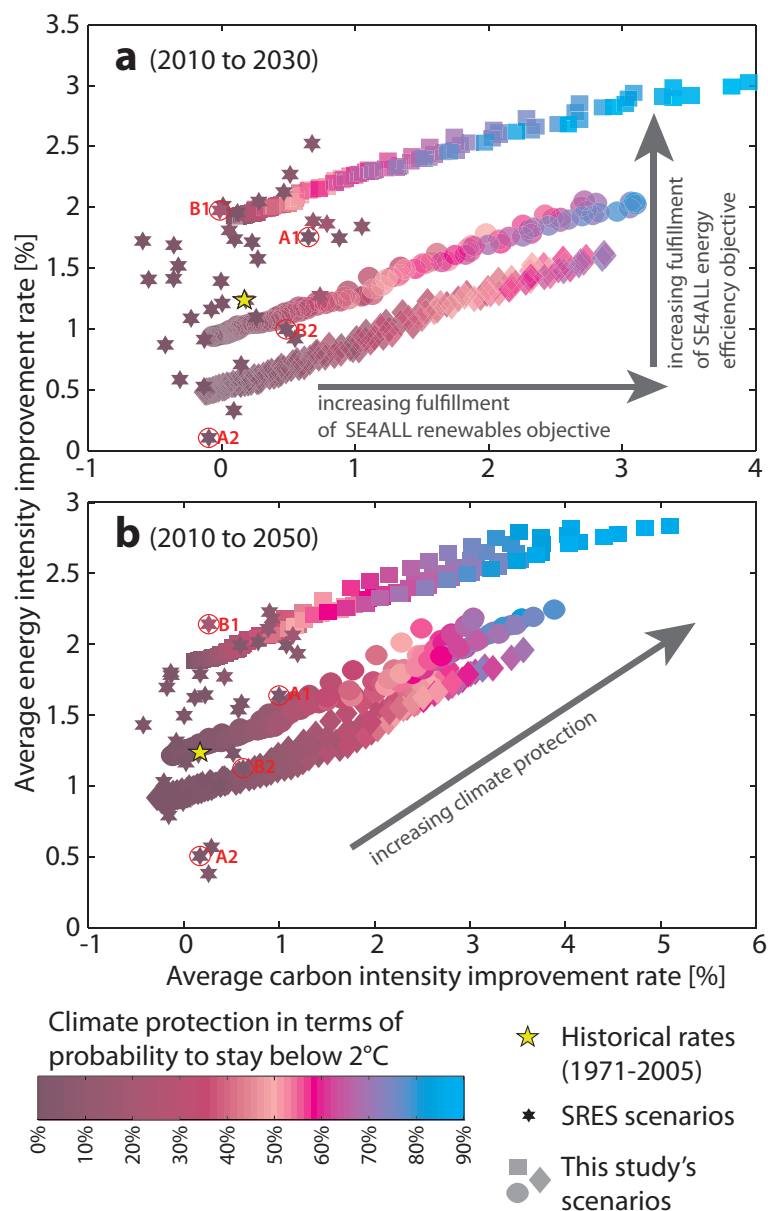 3.5
a (2010 to 2030)
3
2.5
2
1.5
1
0.5
0
B1
A1
B2
A2
increasing fulfillment
of SE4ALL energy
efficiency objective
increasing fulfillment
of SE4ALL renewables objective
-1 0 1 2 3 4
Average energy intensity improvement rate [%]
3
b (2010 to 2050)
2.5
2
1.5
1
0.5
0
B1
A1
B2
A2
increasing climate protection
-1 0 1 2 3 4 5 6
Average carbon intensity improvement rate [%]
Climate protection in terms of
probability to stay below 2°C
0% 10% 20% 30% 40% 50% 60% 70% 80% 90%
Historical rates
(1971-2005)
SRES scenarios
This study's
scenarios